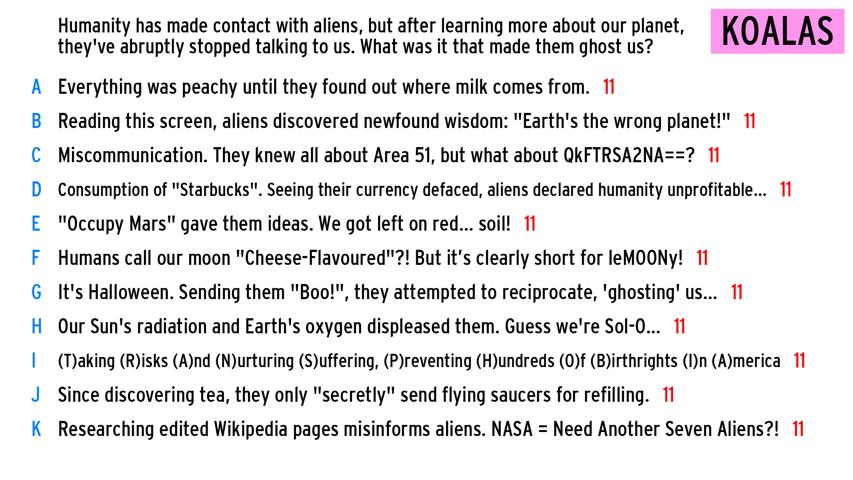 Humanity has made contact with aliens, but after learning more about our planet,
they've abruptly stopped talking to us. What was it that made them ghost us?
KOALAS
A Everything was peachy until they found out where milk comes from. 11
B Reading this screen, aliens discovered newfound wisdom: "Earth's the wrong planet!" 11
C Miscommunication. They knew all about Area 51, but what about QkFTRSA2NA==? 11
D Consumption of "Starbucks". Seeing their currency defaced, aliens declared humanity unprofitable... 11
E "Occupy Mars" gave them ideas. We got left on red... soil! 11
F Humans call our moon "Cheese-Flavoured"?! But it’s clearly short for leMOONy! 11
G It's Halloween. Sending them "Boo!", they attempted to reciprocate, 'ghosting' us... 11
H Our Sun's radiation and Earth's oxygen displeased them. Guess we're Sol-O... 11
I (T)aking (R)isks (A)nd (N)urturing (S)uffering, (P)reventing (H)undreds (O)f (B)irthrights (I)n (A)merica 11
J Since discovering tea, they only "secretly" send flying saucers for refilling. 11
K Researching edited Wikipedia pages misinforms aliens. NASA = Need Another Seven Aliens?! 11